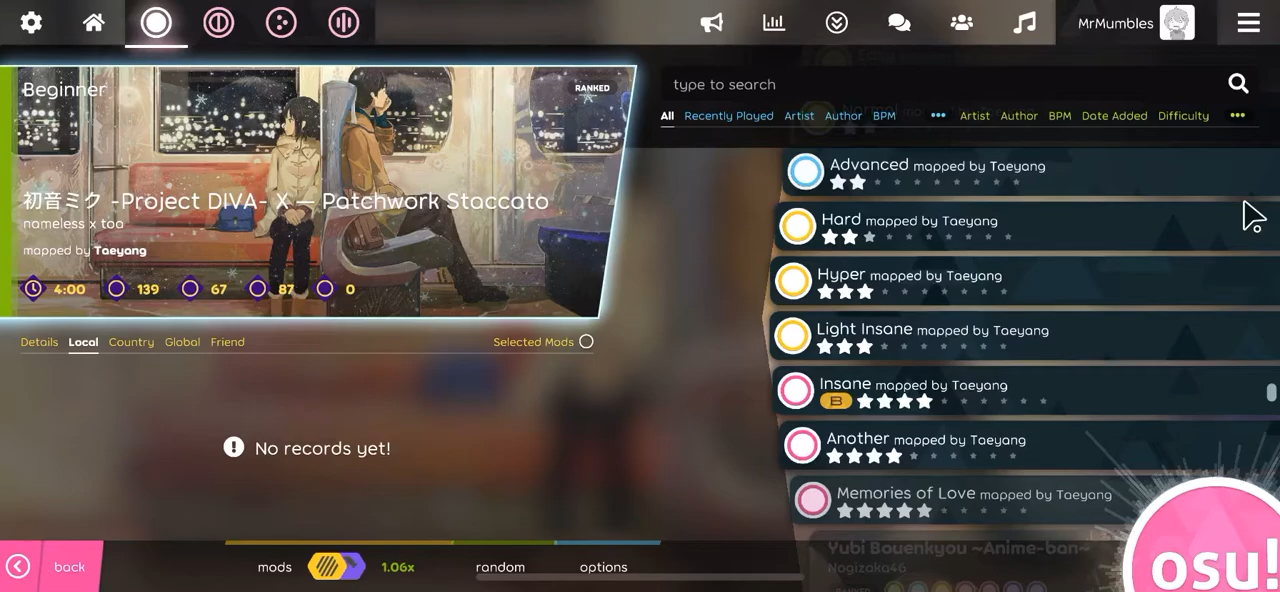 MrMumbles
Beginner
RANKED
初音ミク -Project DIVA- X — Patchwork Staccato
nameless x toa
mapped by Taeyang
4:00 139 67 87 0
type to search
All Recently Played Artist Author BPM ••• Artist Author BPM Date Added Difficulty •••
Normal
Advanced mapped by Taeyang
Hard mapped by Taeyang
Hyper mapped by Taeyang
Light Insane mapped by Taeyang
Insane mapped by Taeyang
B
Another mapped by Taeyang
Memories of Love mapped by Taeyang
Yubi Bouenkyou ~Anime-ban~
Nogizaka46
Details Local Country Global Friend Selected Mods
No records yet!
back mods 1.06x random options
osu!